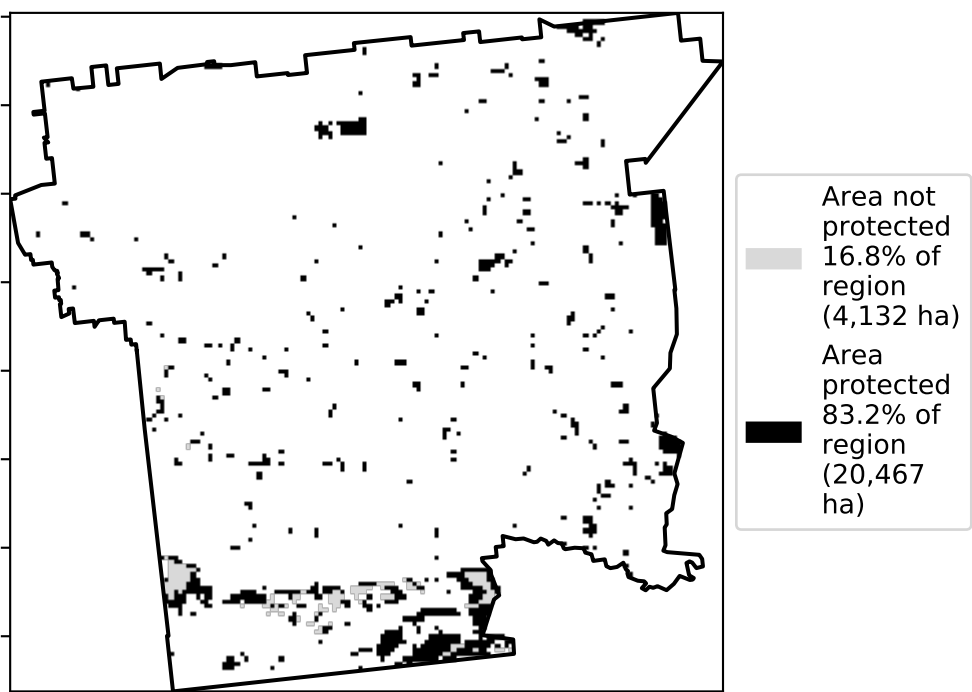 Area not
protected
16.8% of
region
(4,132 ha)
Area
protected
83.2% of
region
(20,467
ha)